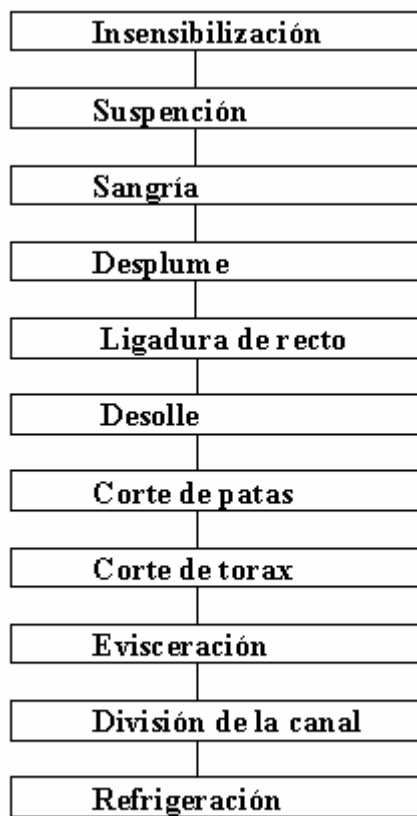 Insensibilización
Suspención
Sangría
Desplume
Ligadura de recto
Desolle
Corte de patas
Corte de torax
Evisceración
División de la canal
Refrigeración